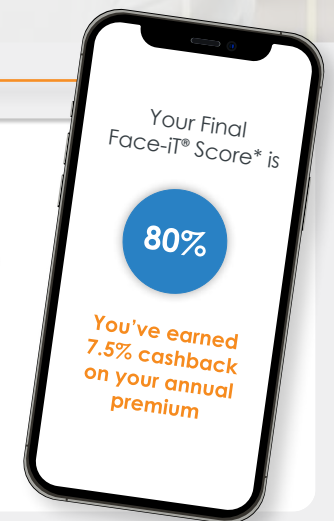 Your Final
Face-iT® Score* is
80%
You've earned
7.5% cashback
on your annual
premium